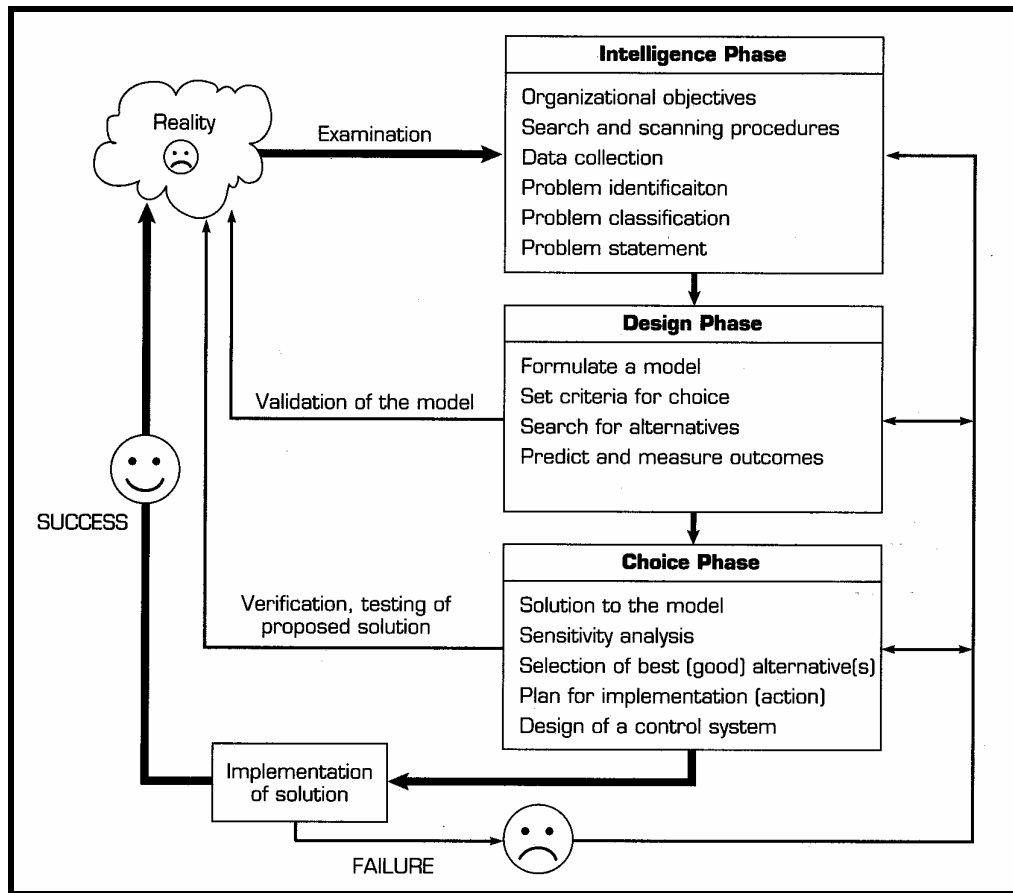 Intelligence Phase
Organizational objectives
Search and scanning procedures
Data collection
Problem identificaiton
Problem classification
Problem statement
Reality
Examination
Design Phase
Formulate a model
Set criteria for choice
Search for alternatives
Predict and measure outcomes
Validation of the model
SUCCESS
Choice Phase
Solution to the model
Sensitivity analysis
Selection of best (good) alternative(s)
Plan for implementation (action)
Design of a control system
Verification, testing of
proposed solution
Implementation
of solution
FAILURE